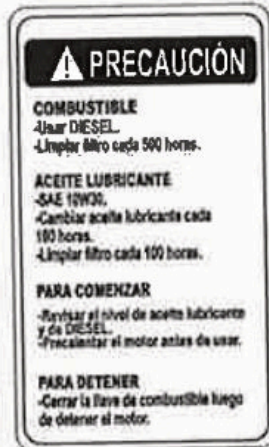 PRECAUCIÓN
COMBUSTIBLE
-Usar DIESEL.
-Limpiar filtro cada 500 horas.
ACEITE LUBRICANTE
-SAE 10W30.
-Cambiar aceite lubricante cada
100 horas.
-Limpiar filtro cada 100 horas.
PARA COMENZAR
-Revisar el nivel de aceite lubricante
y de DIESEL.
-Precalentar el motor antes de usar.
PARA DETENER
-Cerrar la llave de combustible luego
de detener el motor.